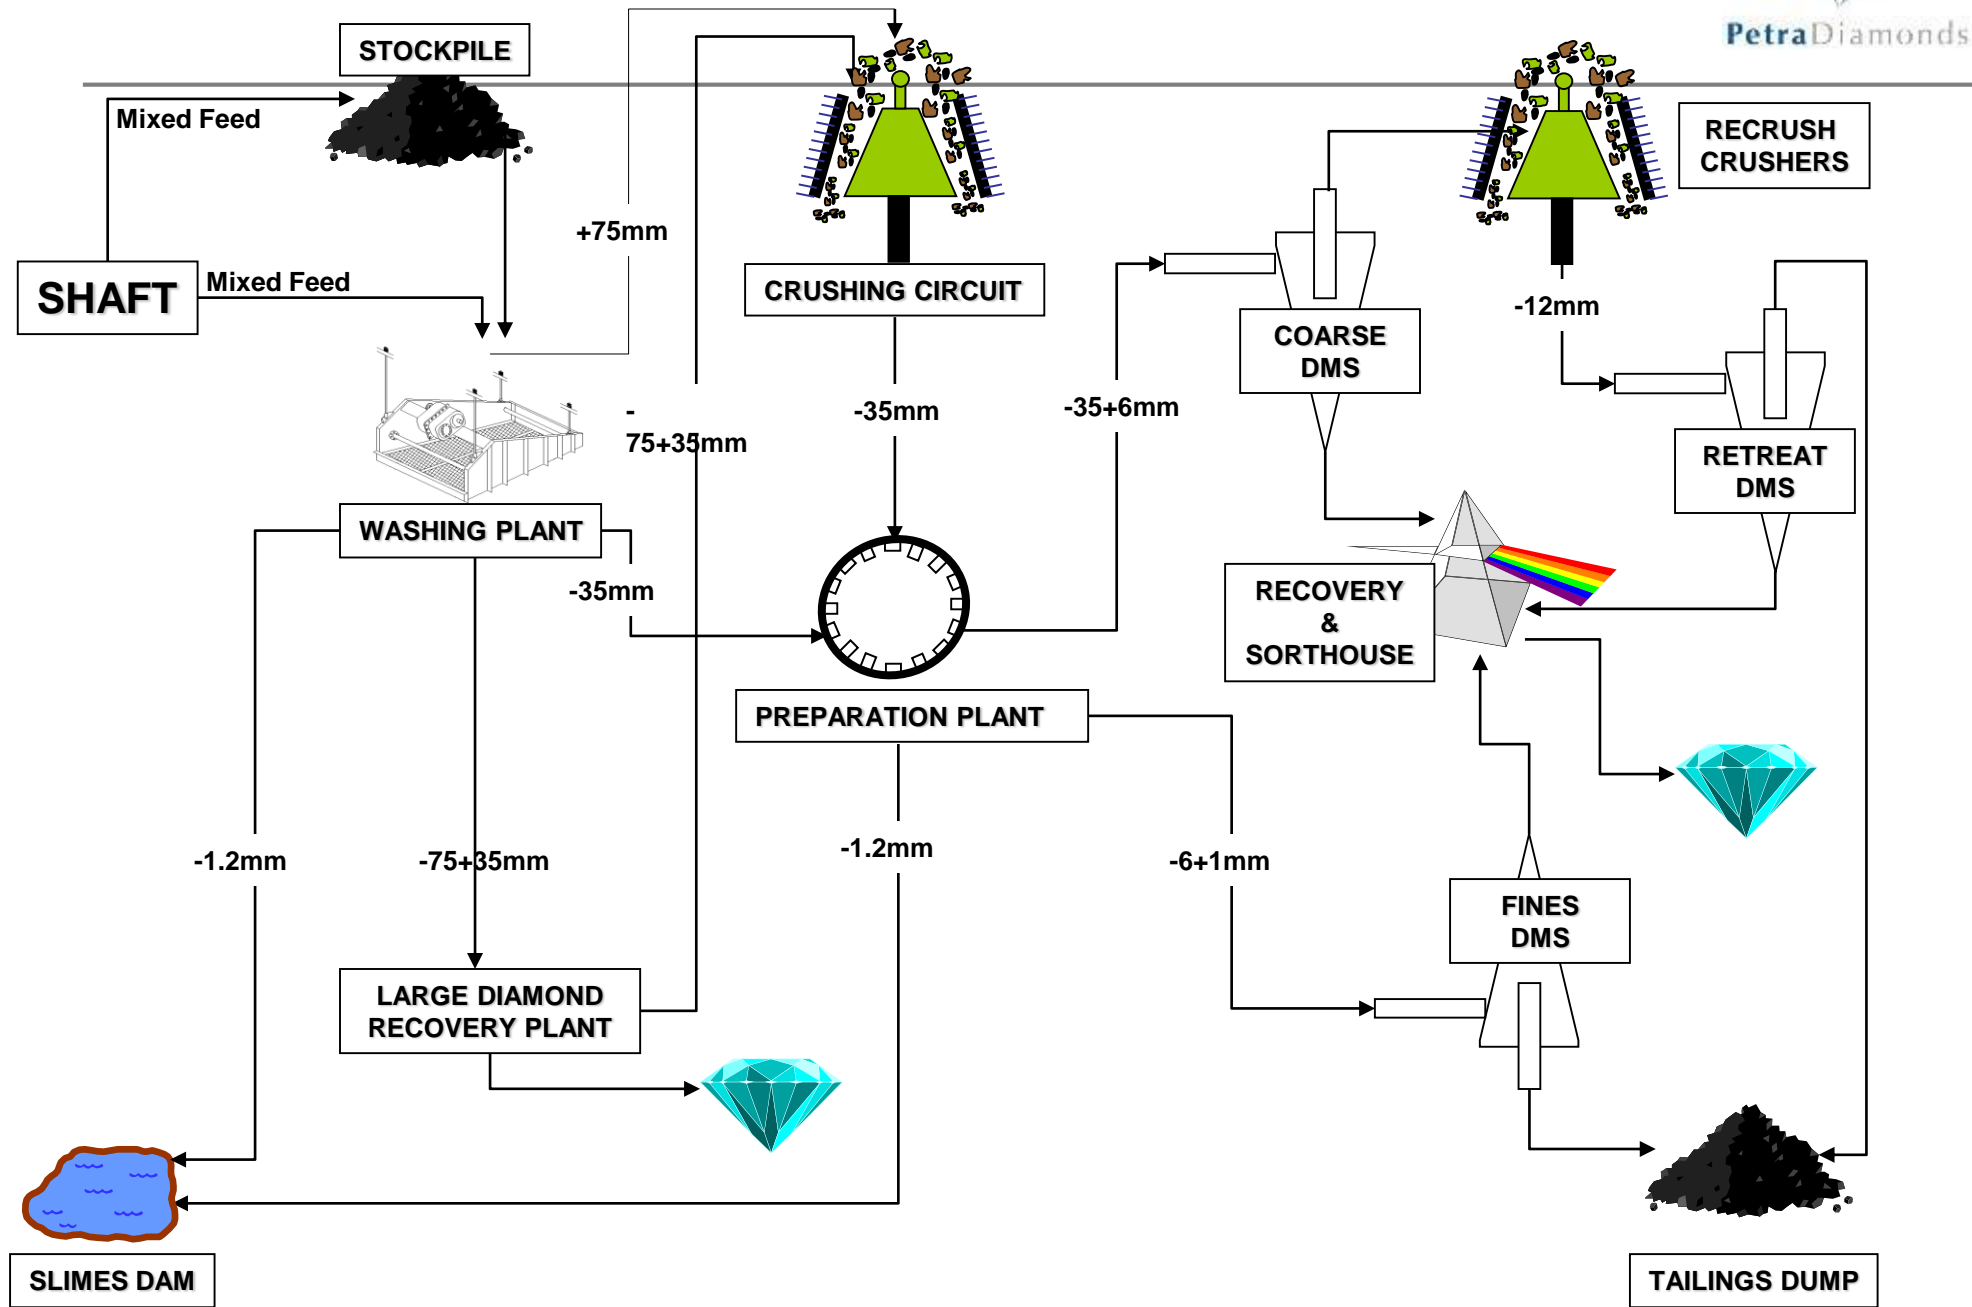 PetraDiamonds
STOCKPILE
Mixed Feed
RECRUSH
CRUSHERS
+75mm
SHAFT
Mixed Feed
CRUSHING CIRCUIT
-12mm
COARSE
DMS
-
75+35mm
-35mm
-35+6mm
RETREAT
DMS
WASHING PLANT
-35mm
RECOVERY
&
SORTHOUSE
PREPARATION PLANT
-1.2mm
-75+35mm
-1.2mm
-6+1mm
FINES
DMS
LARGE DIAMOND
RECOVERY PLANT
SLIMES DAM
TAILINGS DUMP